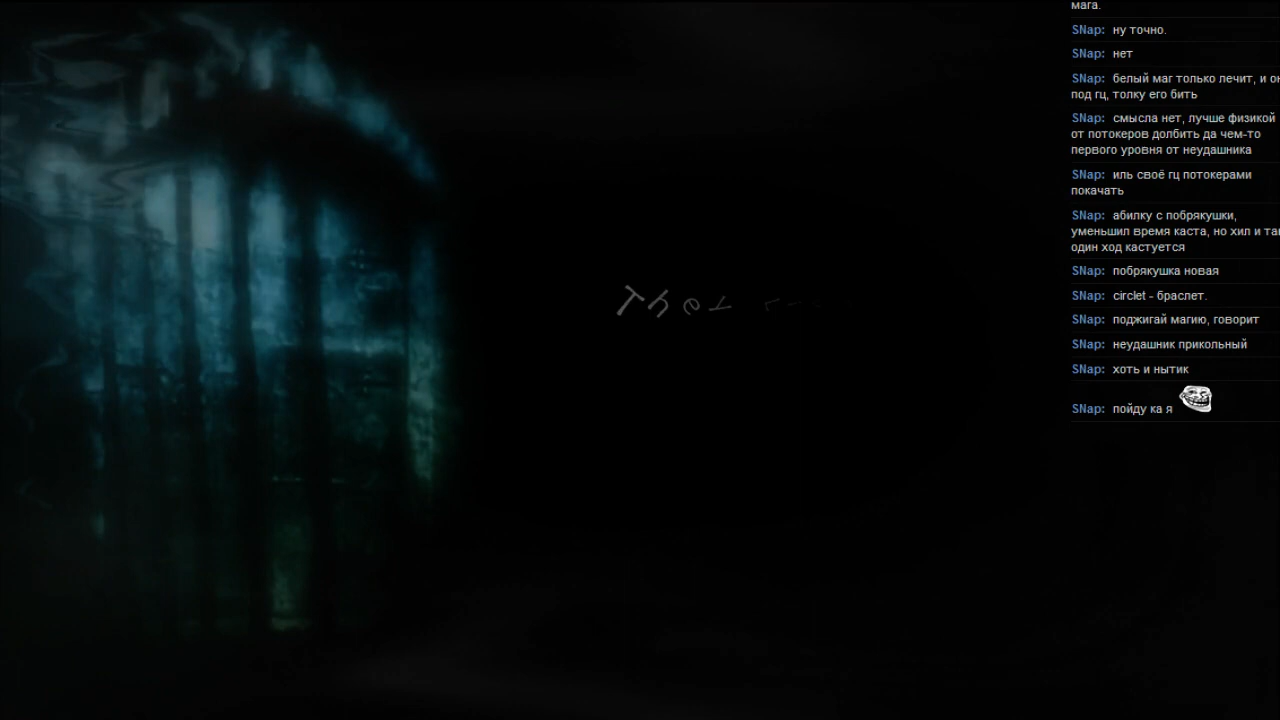 мага.
SNap: ну точно.
SNap: нет
SNap: белый маг только лечит, и
под гц, толку его бить
SNap: смысла нет, лучше физикой
от потокеров долбить да чем-то
первого уровня от неудашника
SNap: иль своё гц потокерами
покачать
SNap: абилку с побрякушки,
уменьшил время каста, но хил и
один ход кастуется
SNap: побрякушка новая
SNap: circlet - браслет.
SNap: поджигай магию, говорит
SNap: неудашник прикольный
SNap: хоть и нытик
SNap: пойду ка я